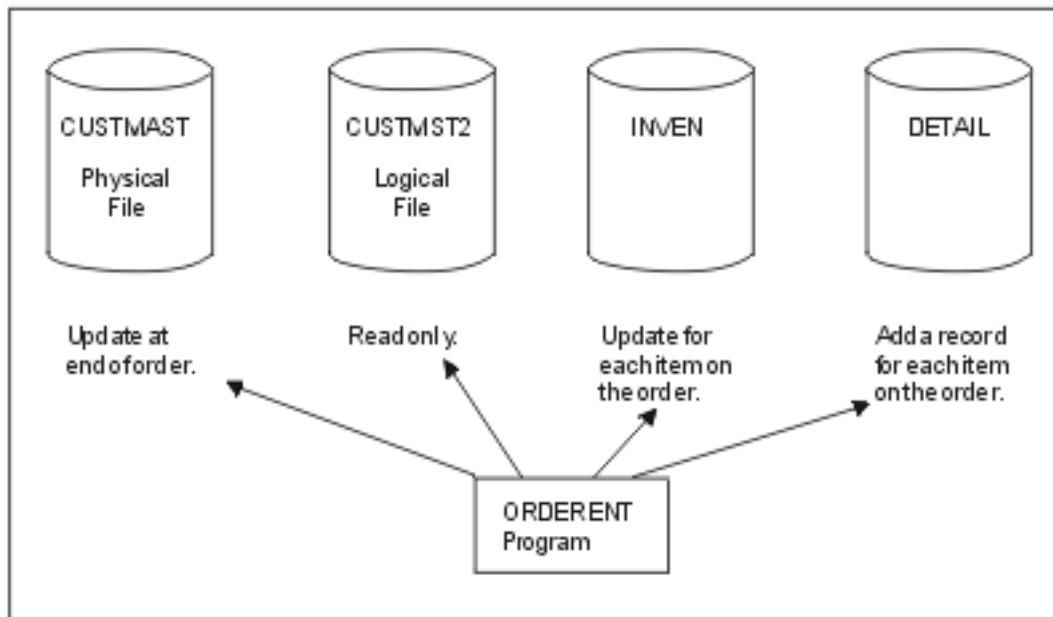 CUSTMAST
Physical
File
CUSTMST2
Logical
File
INVEN
DETAIL
Update at
end of order.
Read only.
Update for
each item on
the order.
Add a record
for each item
on the order.
ORDERENT
Program